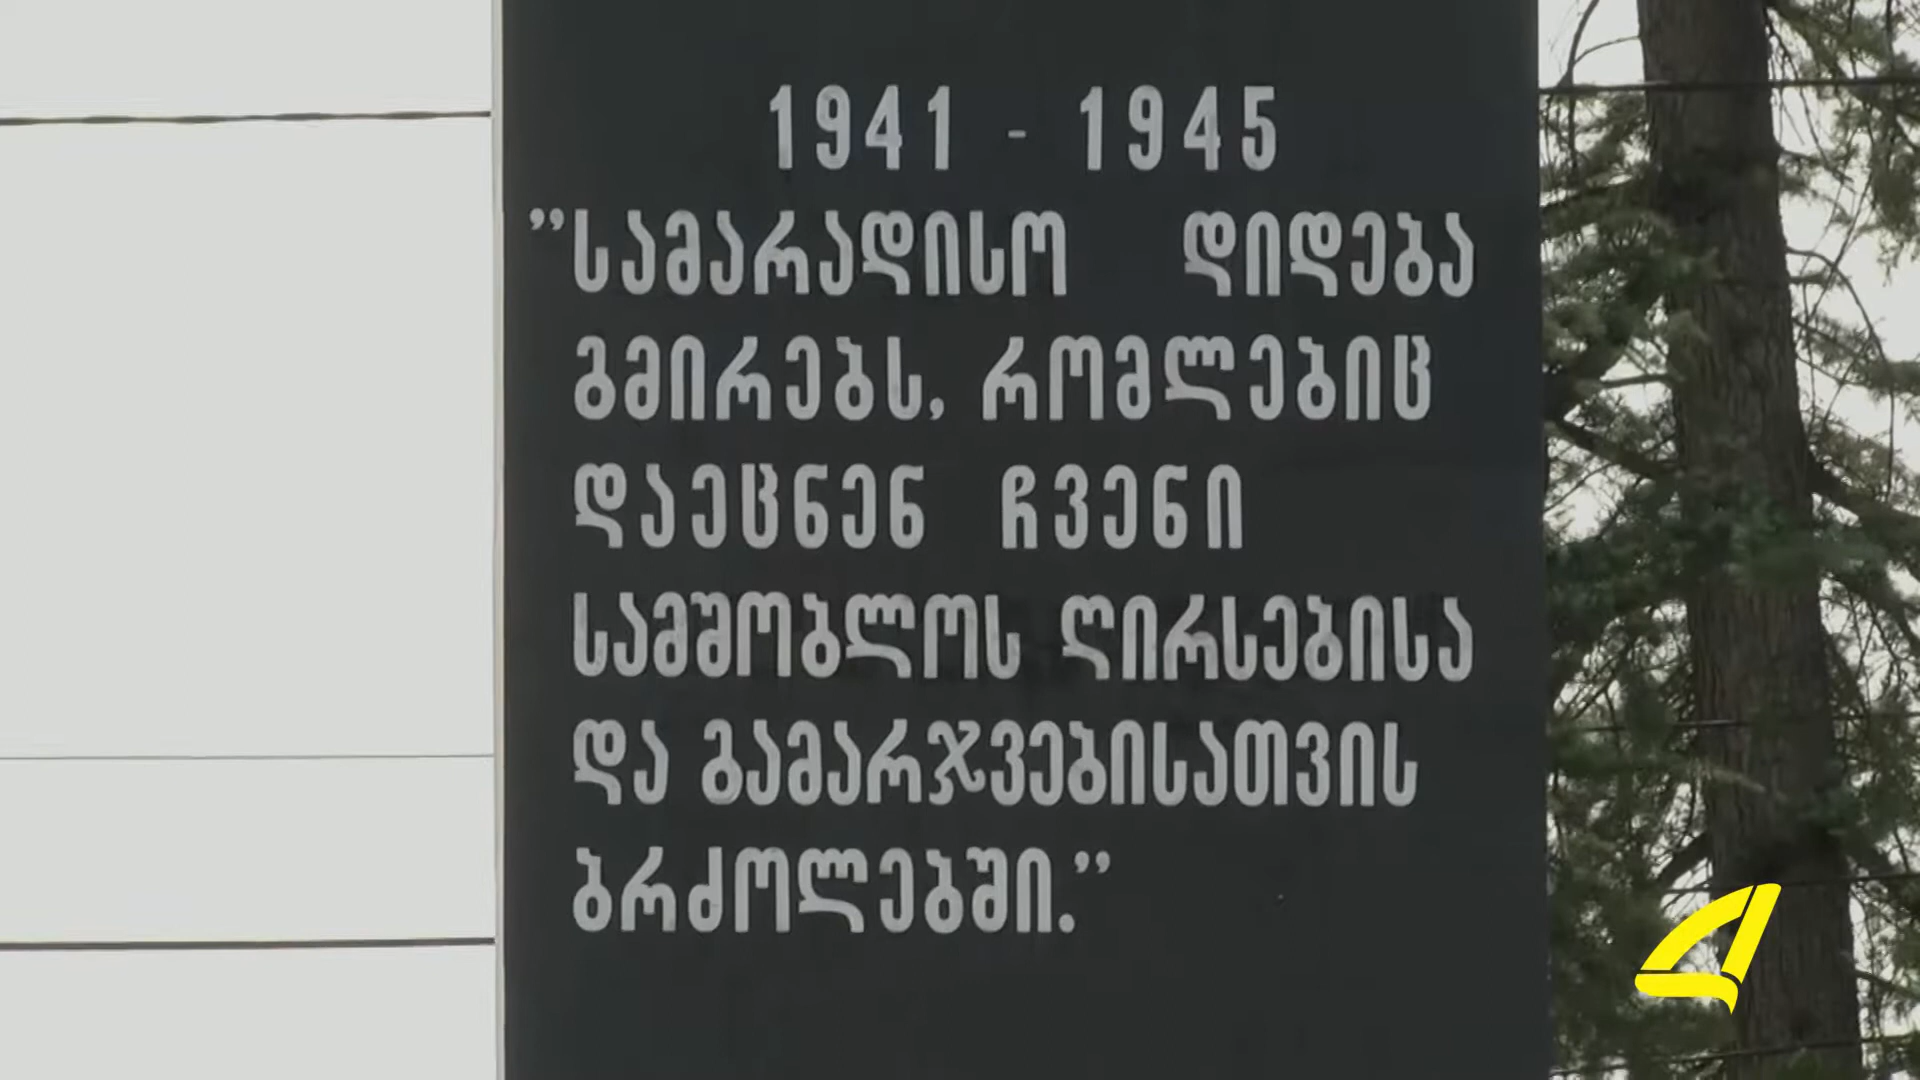 1941 - 1945
"სამარადისო დიდება
გმირებს, რომლებიც
დაეცნენ ჩვენი
სამშობლოს ღირსებისა
და გამარჯვებისათვის
ბრძოლებში."